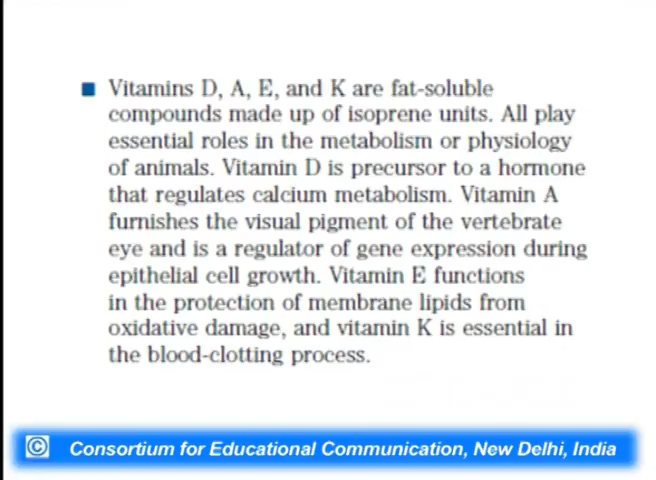 Vitamins D, A, E, and K are fat-soluble
compounds made up of isoprene units. All play
essential roles in the metabolism or physiology
of animals. Vitamin D is precursor to a hormone
that regulates calcium metabolism. Vitamin A
furnishes the visual pigment of the vertebrate
eye and is a regulator of gene expression during
epithelial cell growth. Vitamin E functions
in the protection of membrane lipids from
oxidative damage, and vitamin K is essential in
the blood-clotting process.
© Consortium for Educational Communication, New Delhi, India